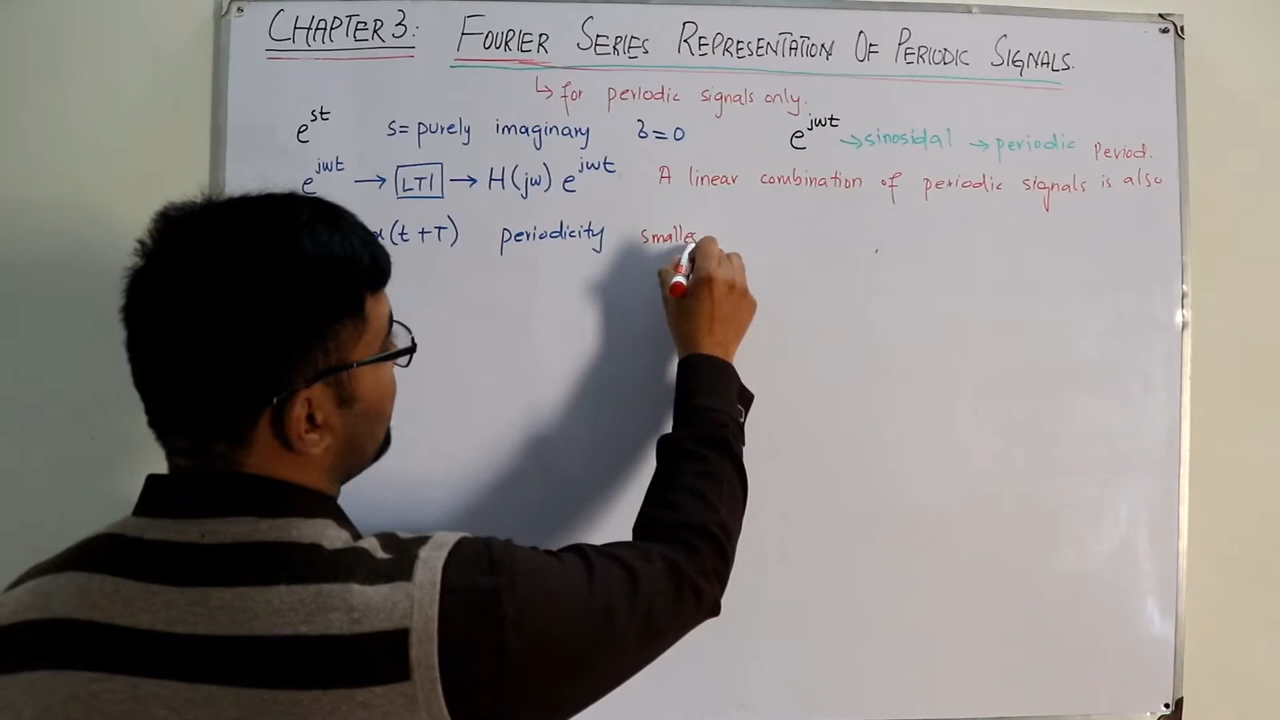 CHAPTER 3: FOURIER SERIES REPRESENTATION OF PERIODIC SIGNALS.
↳ for periodic signals only.
e^st s = purely imaginary Ʒ = 0 e^jwt → sinosidal → periodic Period.
e^jwt → LTI → H(jw) e^jwt A linear combination of periodic signals is also
(t + T) periodicity smalle